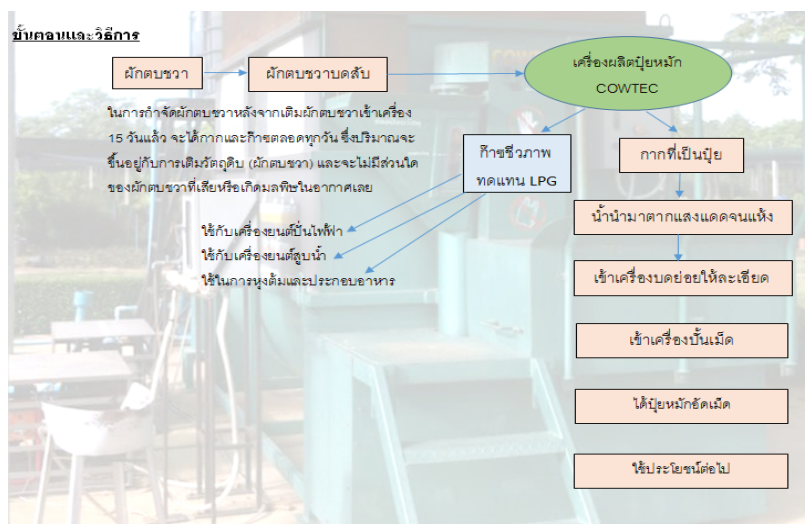 ขั้นตอนและวิธีการ
ผักตบชวา
ผักตบชวาบดสับ
เครื่องผลิตปุ๋ยหมัก
COWTEC
ในการกำจัดผักตบชวาหลังจากเติมผักตบชวาเข้าเครื่อง
15 วันแล้ว จะได้กากและก๊าซตลอดทุกวัน ซึ่งปริมาณจะ
ขึ้นอยู่กับการเติมวัตถุดิบ (ผักตบชวา) และจะไม่มีส่วนใด
ของผักตบชวาที่เสียหรือเกิดมลพิษในอากาศเลย
ก๊าซชีวภาพ
ทดแทน LPG
กากที่เป็นปุ๋ย
ใช้กับเครื่องยนต์ปั่นไฟฟ้า
ใช้กับเครื่องยนต์สูบน้ำ
ใช้ในการหุงต้มและประกอบอาหาร
น้ำนำมาตากแสงแดดจนแห้ง
เข้าเครื่องบดย่อยให้ละเอียด
เข้าเครื่องปั้นเม็ด
ได้ปุ๋ยหมักอัดเม็ด
ใช้ประโยชน์ต่อไป